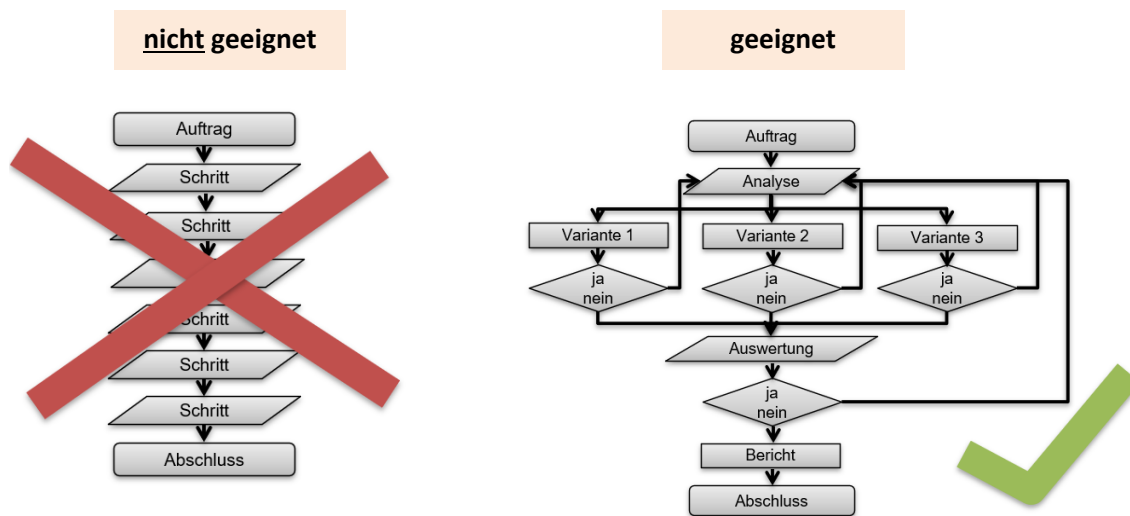 nicht geeignet
Auftrag
Schritt
Schritt
Schritt
Schritt
Schritt
Abschluss
geeignet
Auftrag
Analyse
Variante 1
Variante 2
Variante 3
ja
nein
ja
nein
ja
nein
Auswertung
ja
nein
Bericht
Abschluss